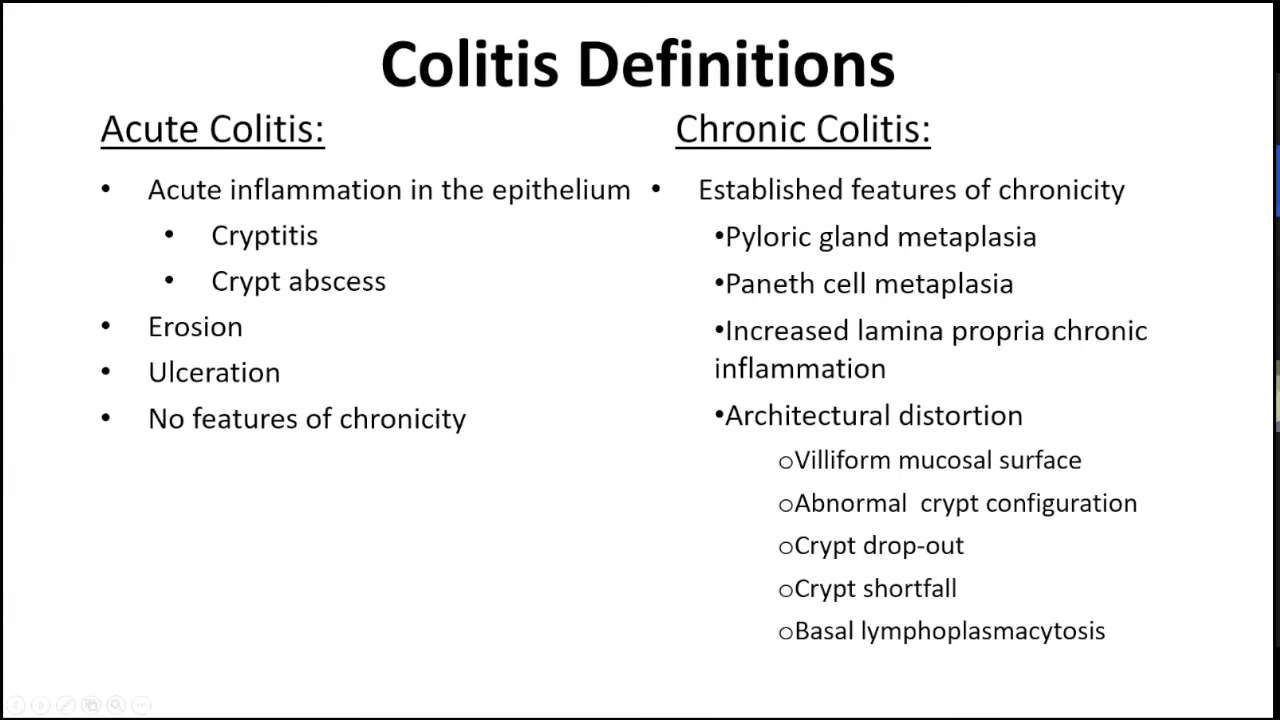 Colitis Definitions
Acute Colitis:
• Acute inflammation in the epithelium
• Cryptitis
• Crypt abscess
• Erosion
• Ulceration
• No features of chronicity
Chronic Colitis:
• Established features of chronicity
•Pyloric gland metaplasia
•Paneth cell metaplasia
•Increased lamina propria chronic
inflammation
•Architectural distortion
oVilliform mucosal surface
oAbnormal  crypt configuration
oCrypt drop-out
oCrypt shortfall
oBasal lymphoplasmacytosis